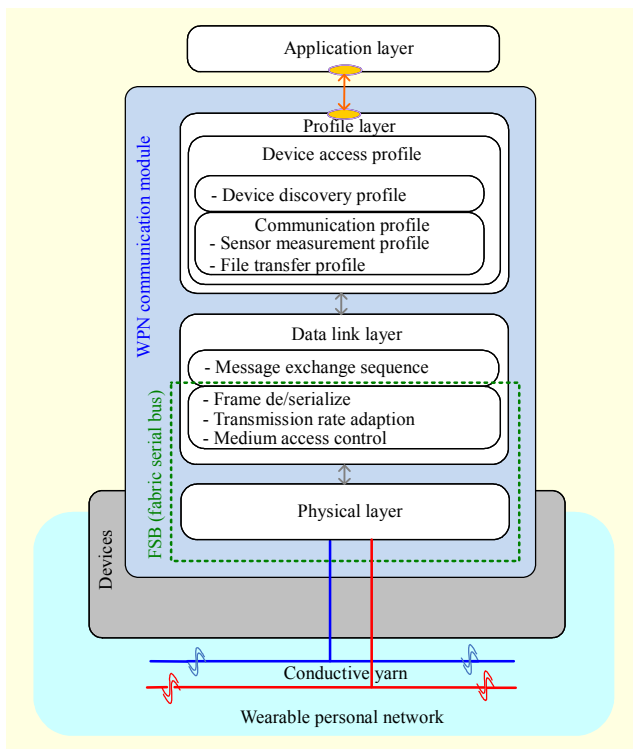 Application layer
WPN communication module
Profile layer
Device access profile
- Device discovery profile
Communication profile
- Sensor measurement profile
- File transfer profile
Data link layer
- Message exchange sequence
FSB (fabric serial bus)
- Frame de/serialize
- Transmission rate adaption
- Medium access control
Physical layer
Devices
Conductive yarn
Wearable personal network